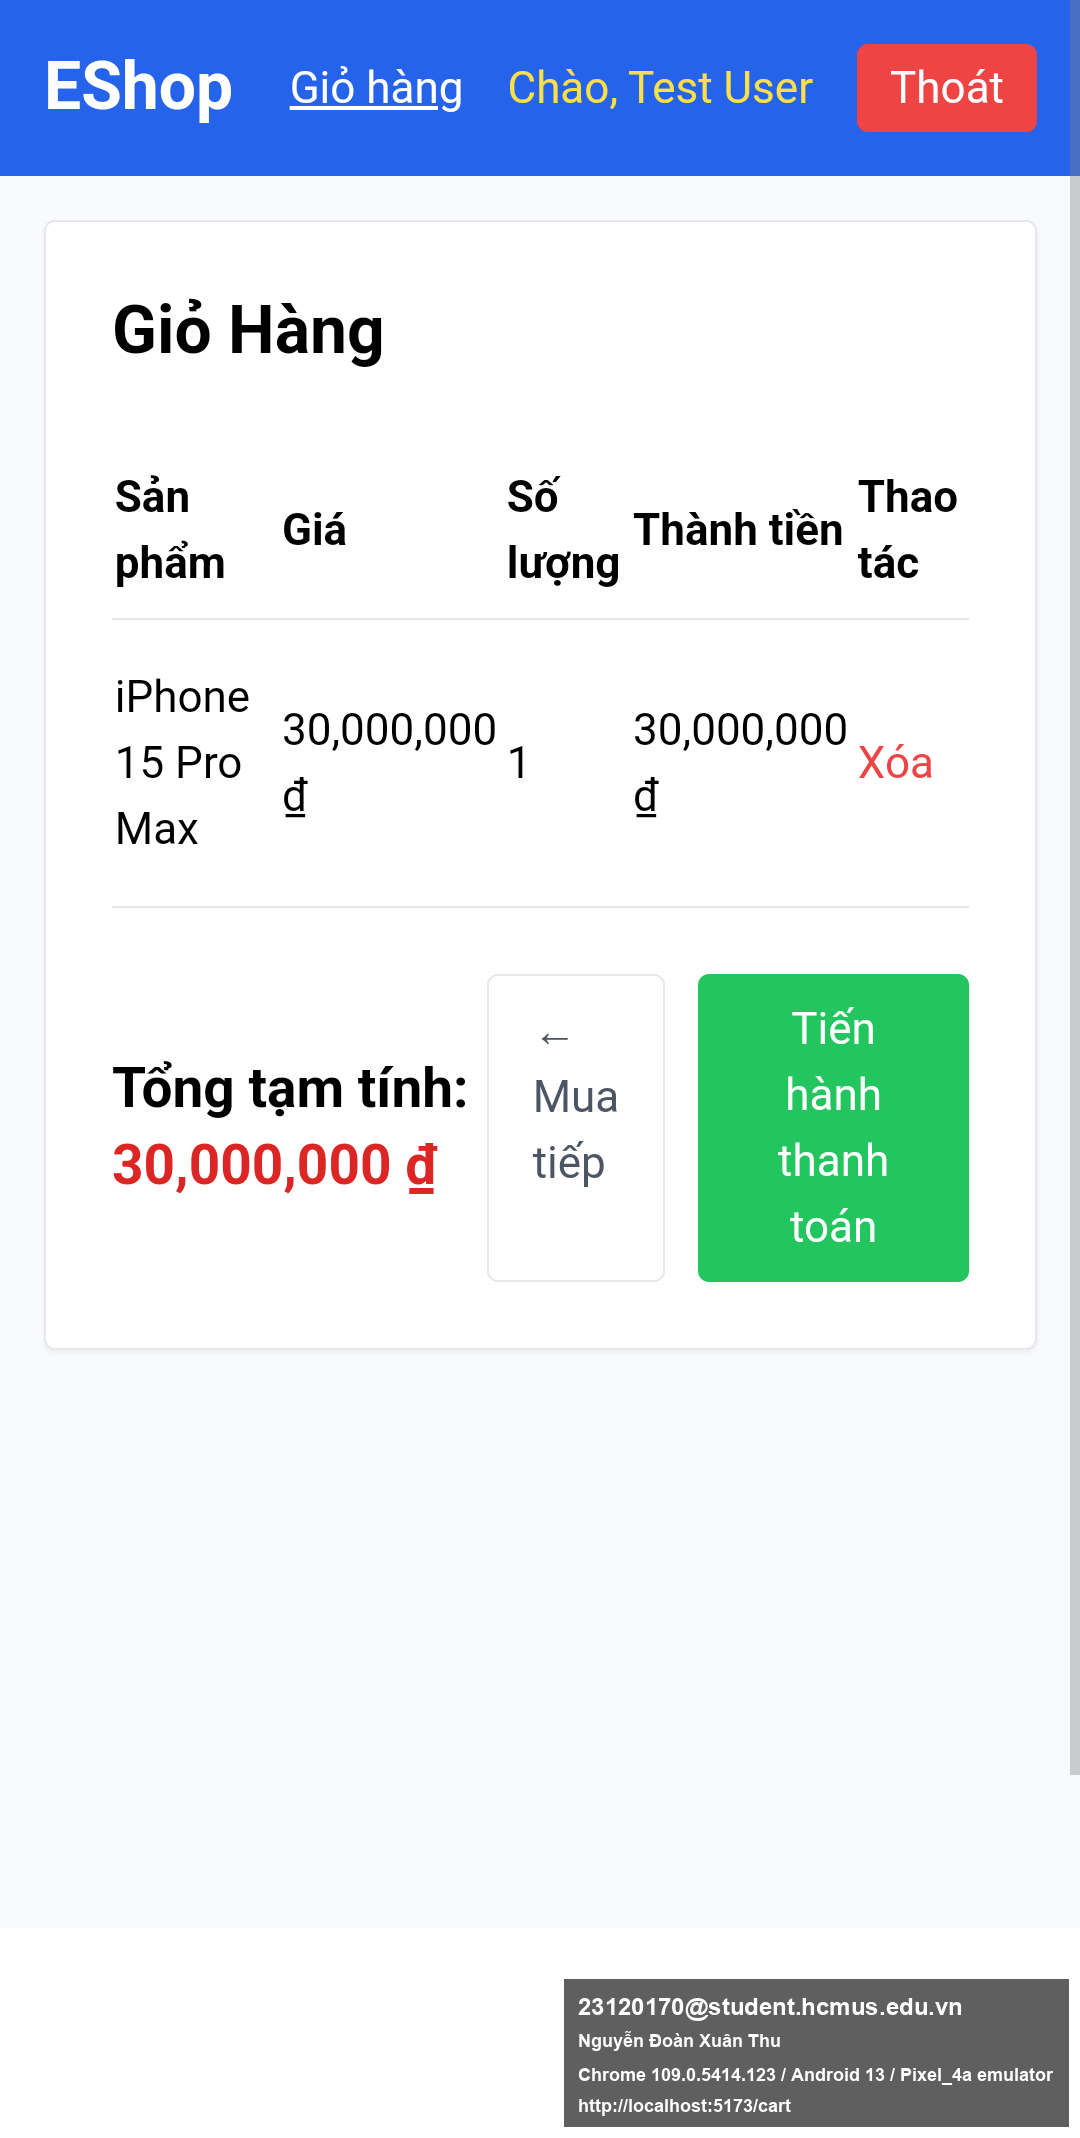 EShop Giỏ hàng Chào, Test User Thoát
Giỏ Hàng
Sản phẩm
Giá
Số lượng
Thành tiền
Thao tác
iPhone
15 Pro
Max
30,000,000
₫
1
30,000,000
₫
Xóa
Tổng tạm tính:
30,000,000 ₫
←
Mua
tiếp
Tiến
hành
thanh
toán
23120170@student.hcmus.edu.vn
Nguyễn Đoàn Xuân Thu
Chrome 109.0.5414.123 / Android 13 / Pixel_4a emulator
http://localhost:5173/cart